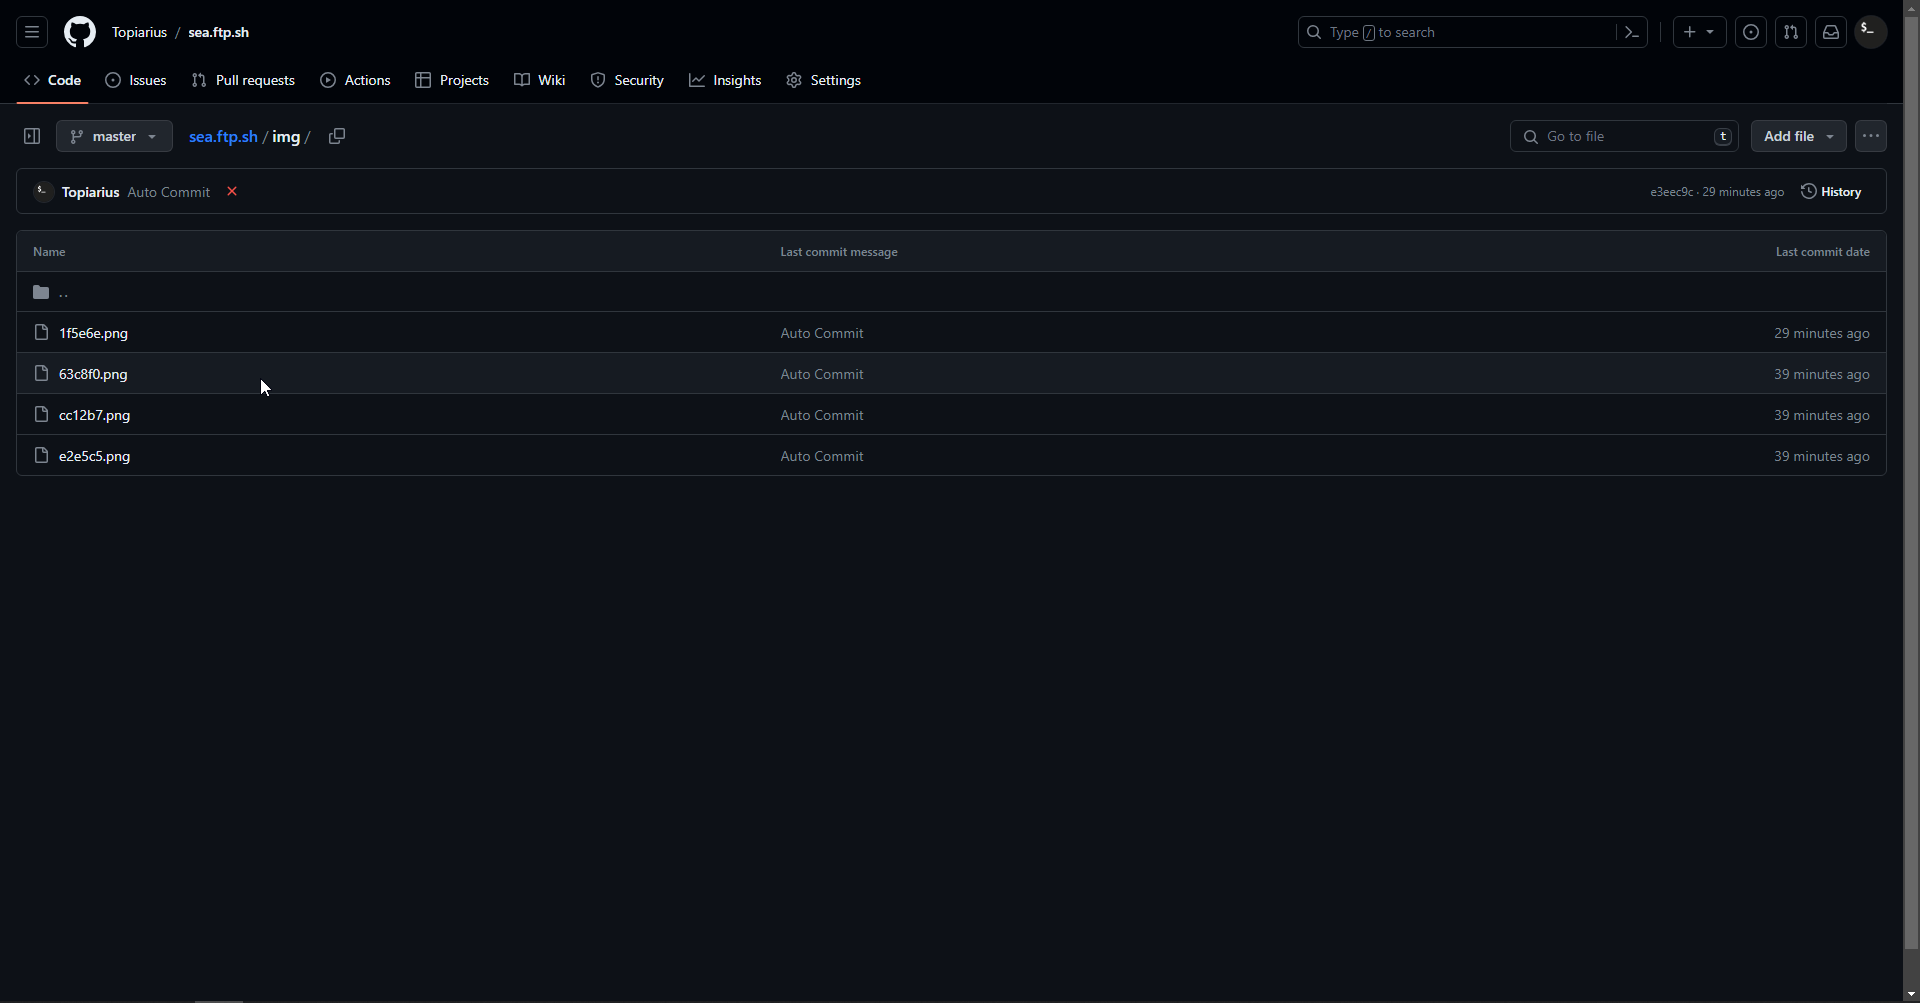 Topiarius / sea.ftp.sh
Type / to search
Code Issues Pull requests Actions Projects Wiki Security Insights Settings
master sea.ftp.sh / img / Go to file t Add file
Topiarius Auto Commit e3eec9c · 29 minutes ago History
Name Last commit message Last commit date
..
1f5e6e.png Auto Commit 29 minutes ago
63c8f0.png Auto Commit 39 minutes ago
cc12b7.png Auto Commit 39 minutes ago
e2e5c5.png Auto Commit 39 minutes ago